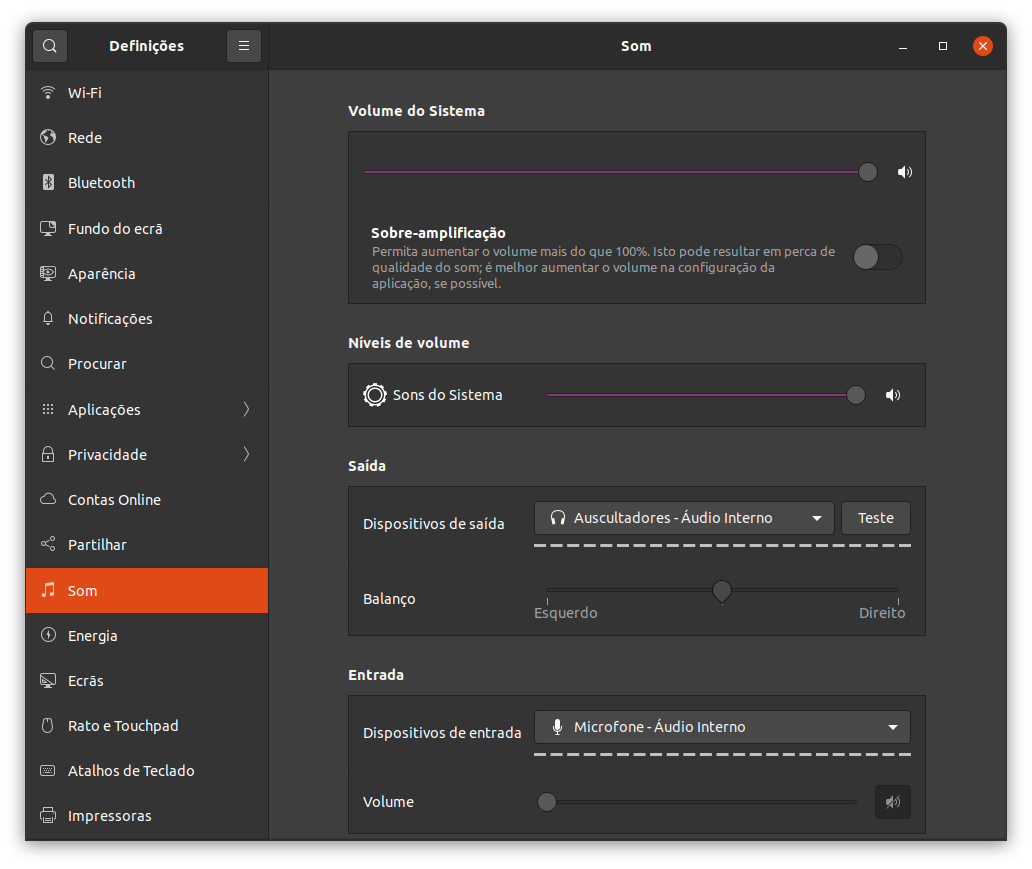 Definições
Som
Wi-Fi
Rede
Bluetooth
Fundo do ecrã
Aparência
Notificações
Procurar
Aplicações
Privacidade
Contas Online
Partilhar
Som
Energia
Ecrãs
Rato e Touchpad
Atalhos de Teclado
Impressoras
Volume do Sistema
Sobre-amplificação
Permita aumentar o volume mais do que 100%. Isto pode resultar em perca de
qualidade do som; é melhor aumentar o volume na configuração da
aplicação, se possível.
Níveis de volume
Sons do Sistema
Saída
Dispositivos de saída
Auscultadores - Áudio Interno
Teste
Balanço
Esquerdo
Direito
Entrada
Dispositivos de entrada
Microfone - Áudio Interno
Volume